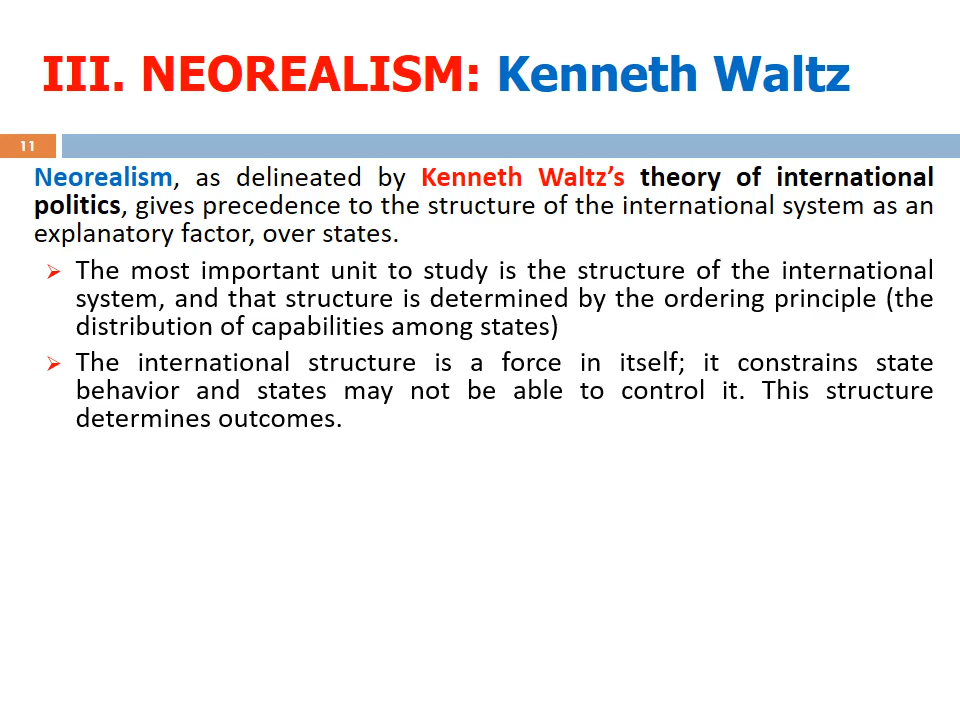 III. NEOREALISM: Kenneth Waltz
11
Neorealism, as delineated by Kenneth Waltz’s theory of international
politics, gives precedence to the structure of the international system as an
explanatory factor, over states.
➢ The most important unit to study is the structure of the international
system, and that structure is determined by the ordering principle (the
distribution of capabilities among states)
➢ The international structure is a force in itself; it constrains state
behavior and states may not be able to control it. This structure
determines outcomes.